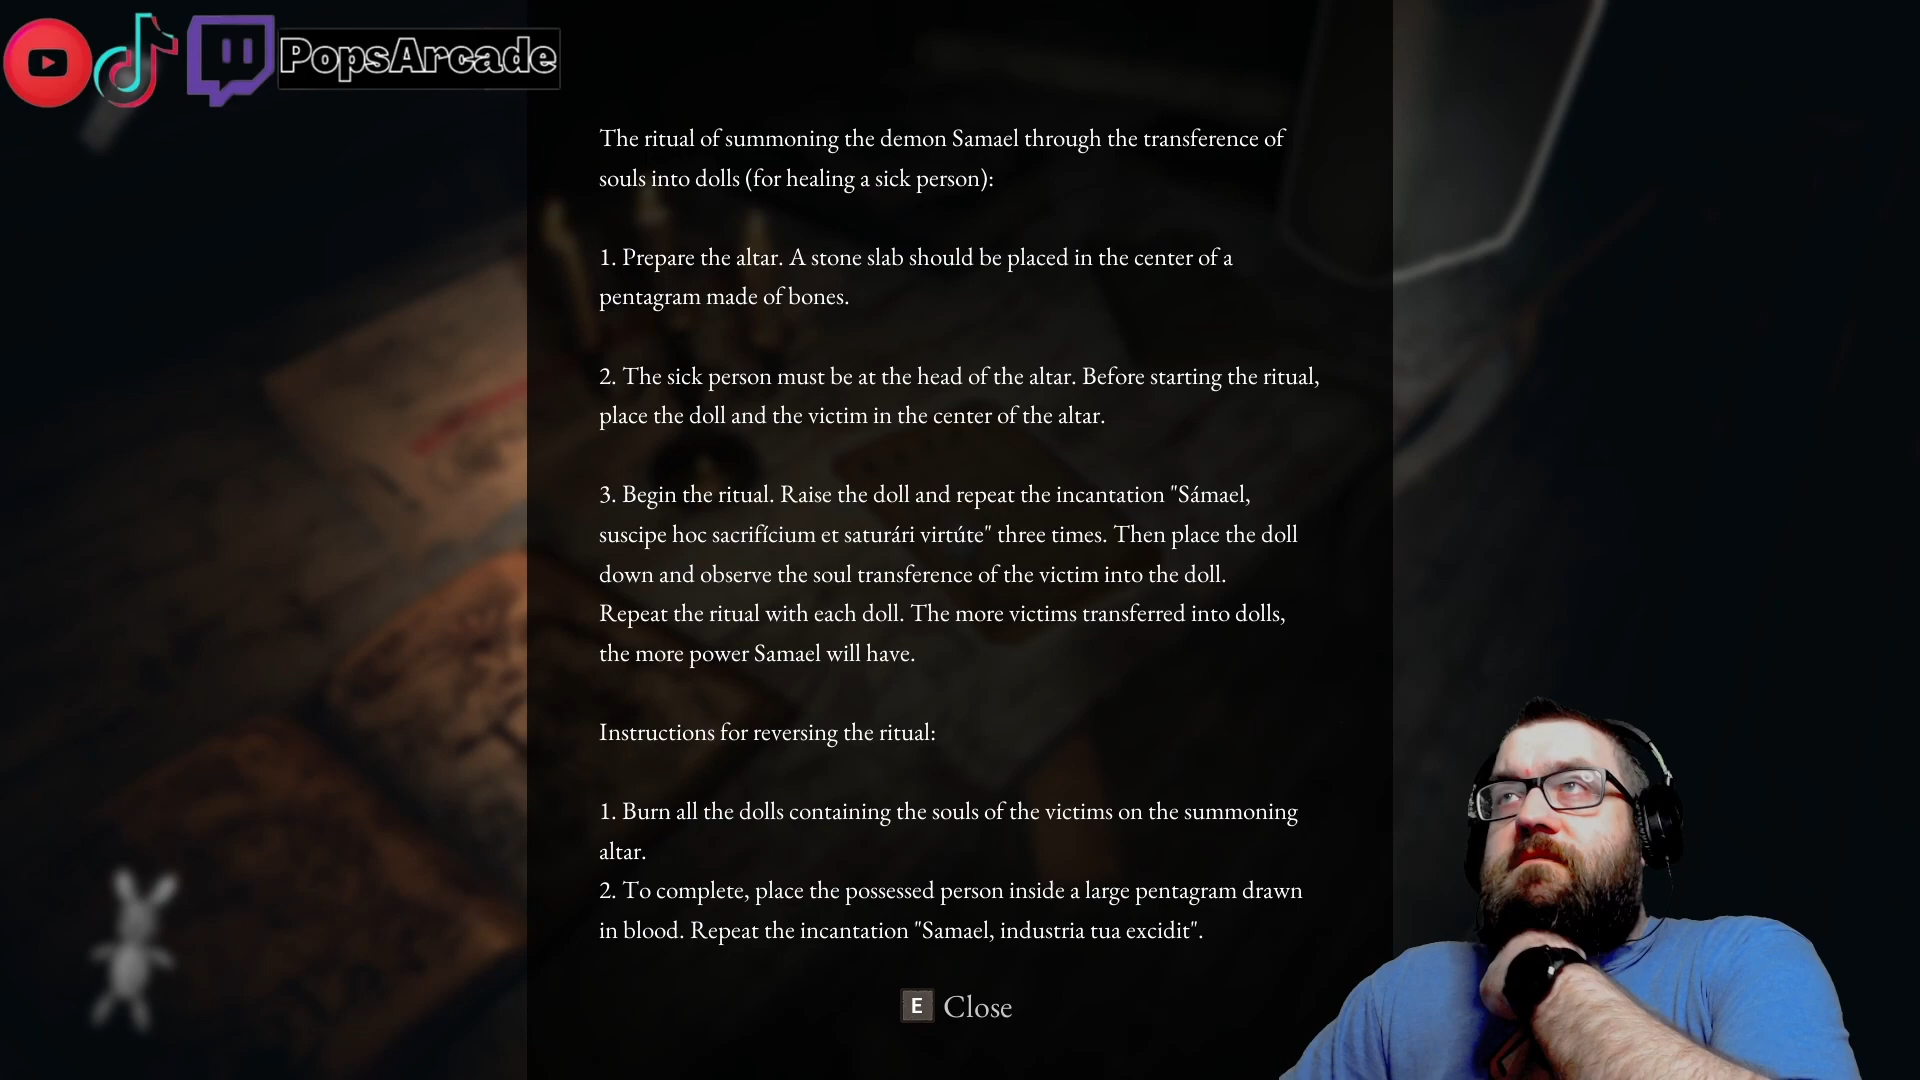 PopsArcade
The ritual of summoning the demon Samael through the transference of
souls into dolls (for healing a sick person):
1. Prepare the altar. A stone slab should be placed in the center of a
pentagram made of bones.
2. The sick person must be at the head of the altar. Before starting the ritual,
place the doll and the victim in the center of the altar.
3. Begin the ritual. Raise the doll and repeat the incantation "Sámael,
suscipe hoc sacrifícium et saturári virtúte" three times. Then place the doll
down and observe the soul transference of the victim into the doll.
Repeat the ritual with each doll. The more victims transferred into dolls,
the more power Samael will have.
Instructions for reversing the ritual:
1. Burn all the dolls containing the souls of the victims on the summoning
altar.
2. To complete, place the possessed person inside a large pentagram drawn
in blood. Repeat the incantation "Samael, industria tua excidit".
E Close